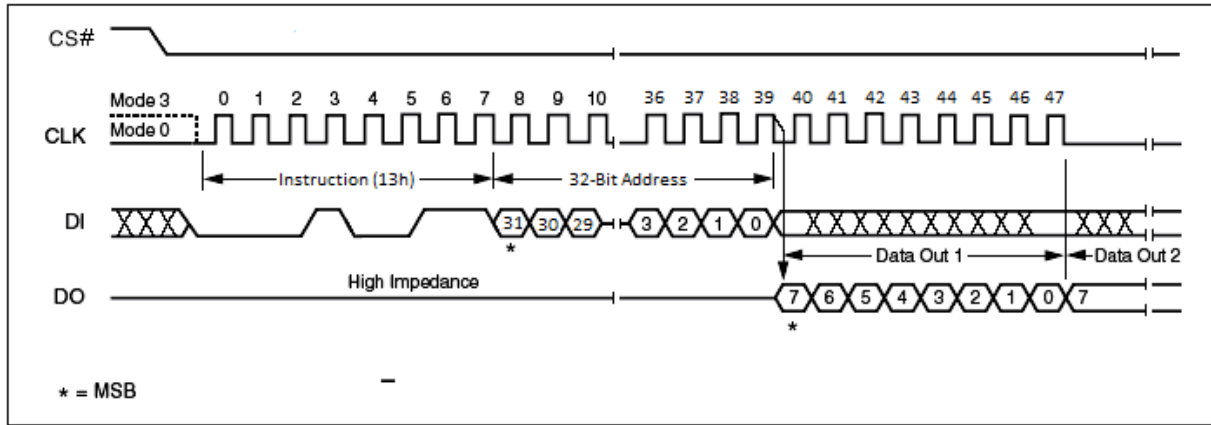 CS#
Mode 3 0 1 2 3 4 5 6 7 8 9 10 36 37 38 39 40 41 42 43 44 45 46 47
CLK Mode 0
Instruction (13h) 32-Bit Address
DI 31 30 29 3 2 1 0
* Data Out 1 Data Out 2
High Impedance
DO 7 6 5 4 3 2 1 0 7
*
* = MSB